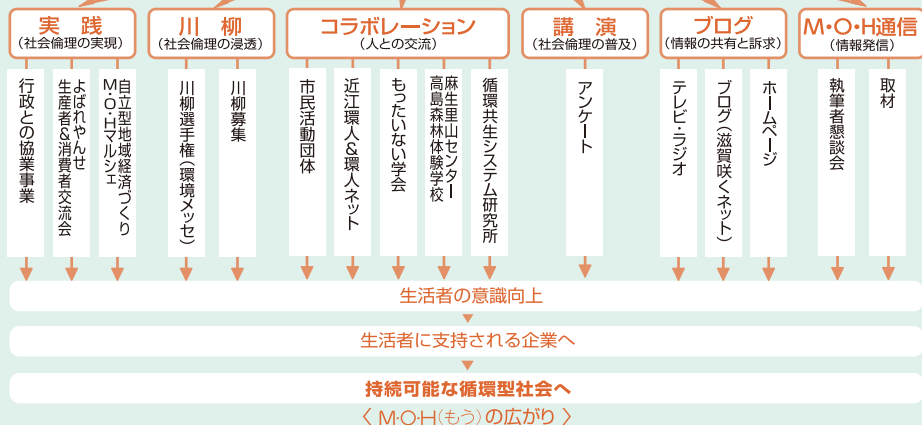 実 践
(社会倫理の実現)
川 柳
(社会倫理の浸透)
コラボレーション
(人との交流)
講 演
(社会倫理の普及)
ブログ
(情報の共有と訴求)
M・O・H通信
(情報発信)
行政との協業事業
よばれやんせ
生産者&消費者交流会
自立型地域経済づくり
M・O・Hマルシェ
川柳選手権(環境メッセ)
川柳募集
市民活動団体
近江環人&環人ネット
もったいない学会
麻生里山センター
高島森林体験学校
循環共生システム研究所
アンケート
テレビ・ラジオ
ブログ(滋賀咲くネット)
ホームページ
執筆者懇談会
取材
生活者の意識向上
生活者に支持される企業へ
持続可能な循環型社会へ
〈 M・O・H(もう)の広がり 〉